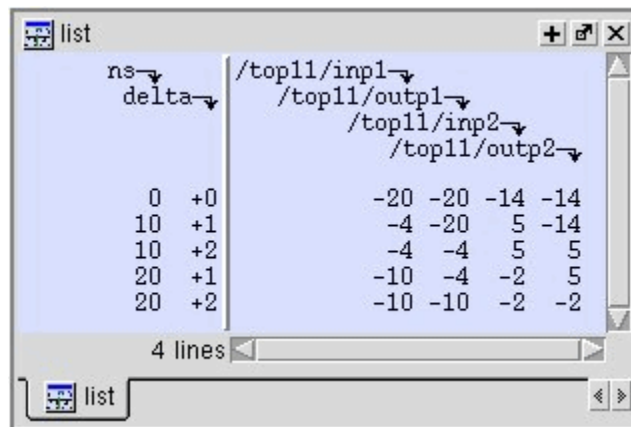 list
ns /top11/inp1
delta /top11/outp1
/top11/inp2
/top11/outp2
0 +0 -20 -20 -14 -14
10 +1 -4 -20 5 -14
10 +2 -4 -4 5 5
20 +1 -10 -4 -2 5
20 +2 -10 -10 -2 -2
4 lines
list